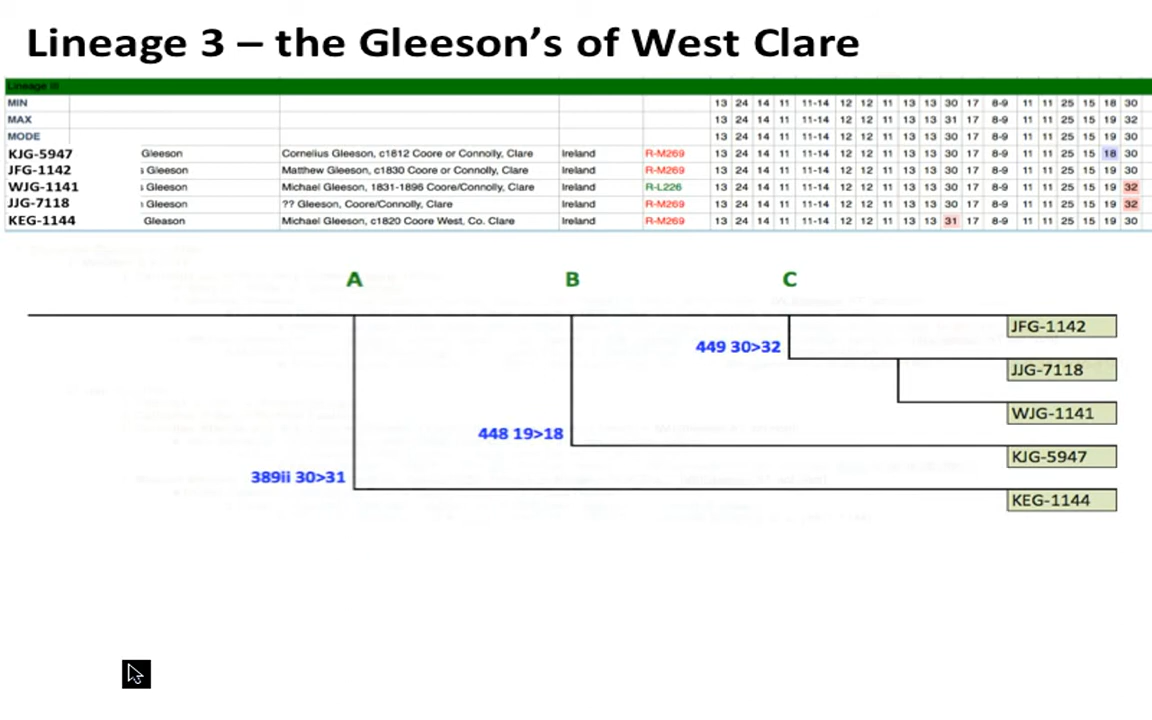 Lineage 3 – the Gleeson's of West Clare
Lineage III
MIN 13 24 14 11 11-14 12 12 11 13 13 30 17 8-9 11 11 25 15 18 30
MAX 13 24 14 11 11-14 12 12 11 13 13 31 17 8-9 11 11 25 15 19 32
MODE 13 24 14 11 11-14 12 12 11 13 13 30 17 8-9 11 11 25 15 19 30
KJG-5947 Gleeson Cornelius Gleeson, c1812 Coore or Connolly, Clare Ireland R-M269 13 24 14 11 11-14 12 12 11 13 13 30 17 8-9 11 11 25 15 18 30
JFG-1142 s Gleeson Matthew Gleeson, c1830 Coore or Connolly, Clare Ireland R-M269 13 24 14 11 11-14 12 12 11 13 13 30 17 8-9 11 11 25 15 19 30
WJG-1141 s Gleeson Michael Gleeson, 1831-1896 Coore/Connolly, Clare Ireland R-L226 13 24 14 11 11-14 12 12 11 13 13 30 17 8-9 11 11 25 15 19 32
JJG-7118 Gleeson ?? Gleeson, Coore/Connolly, Clare Ireland R-M269 13 24 14 11 11-14 12 12 11 13 13 30 17 8-9 11 11 25 15 19 32
KEG-1144 Gleason Michael Gleeson, c1820 Coore West, Co. Clare Ireland R-M269 13 24 14 11 11-14 12 12 11 13 13 31 17 8-9 11 11 25 15 19 30
A B C
JFG-1142
449 30>32
JJG-7118
WJG-1141
448 19>18
KJG-5947
389ii 30>31
KEG-1144